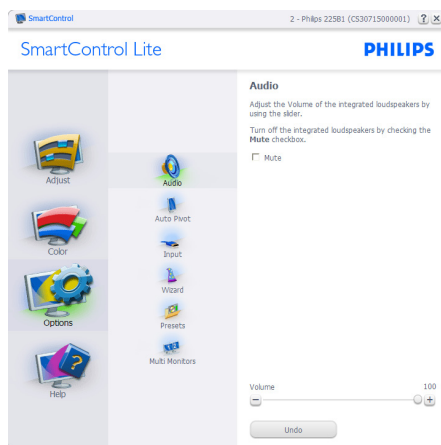 SmartControl
2 - Philips 225B1 (CS30715000001)
SmartControl Lite
PHILIPS
Adjust
Color
Options
Help
Audio
Auto Pivot
Input
Wizard
Presets
Multi Monitors
Audio
Adjust the Volume of the integrated loudspeakers by
using the slider.
Turn off the integrated loudspeakers by checking the
Mute checkbox.
Mute
Volume
100
Undo